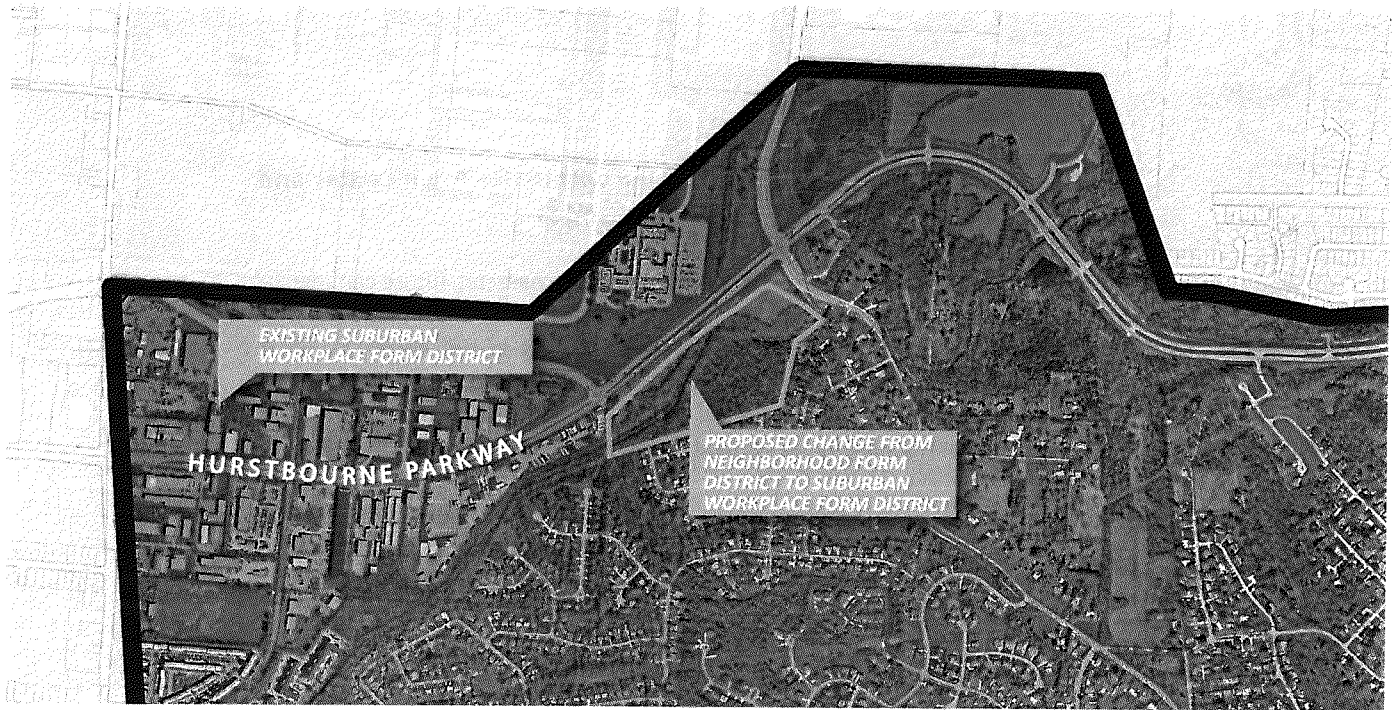 EXISTING SUBURBAN
WORKPLACE FORM DISTRICT
HURSTBOURNE PARKWAY
PROPOSED CHANGE FROM
NEIGHBORHOOD FORM
DISTRICT TO SUBURBAN
WORKPLACE FORM DISTRICT